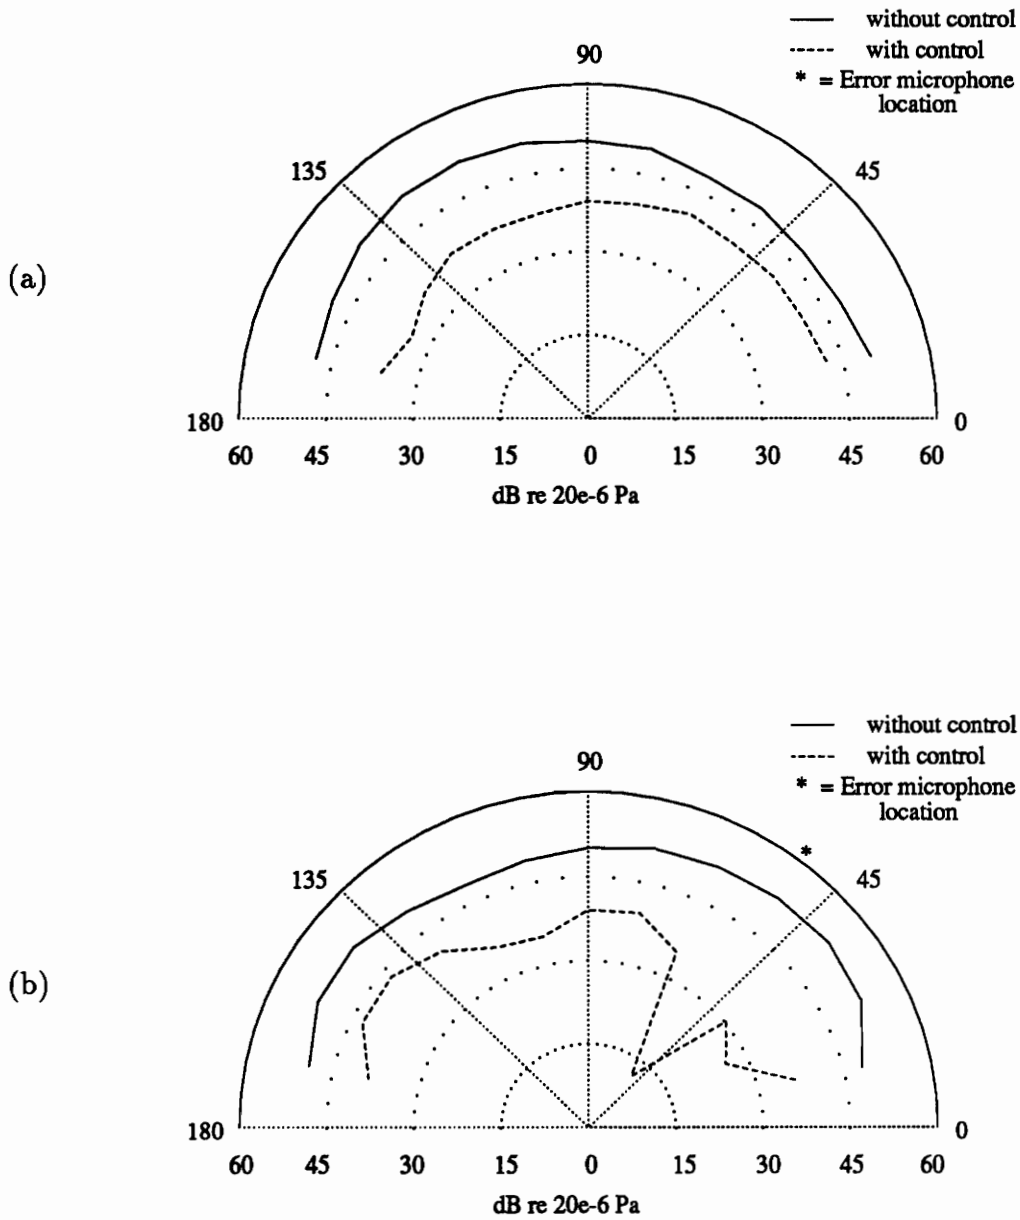 without control
with control
* = Error microphone
location
90
135
45
(a)
180
0
60 45 30 15 0 15 30 45 60
dB re 20e-6 Pa
without control
with control
* = Error microphone
location
90
*
135
45
(b)
180
0
60 45 30 15 0 15 30 45 60
dB re 20e-6 Pa